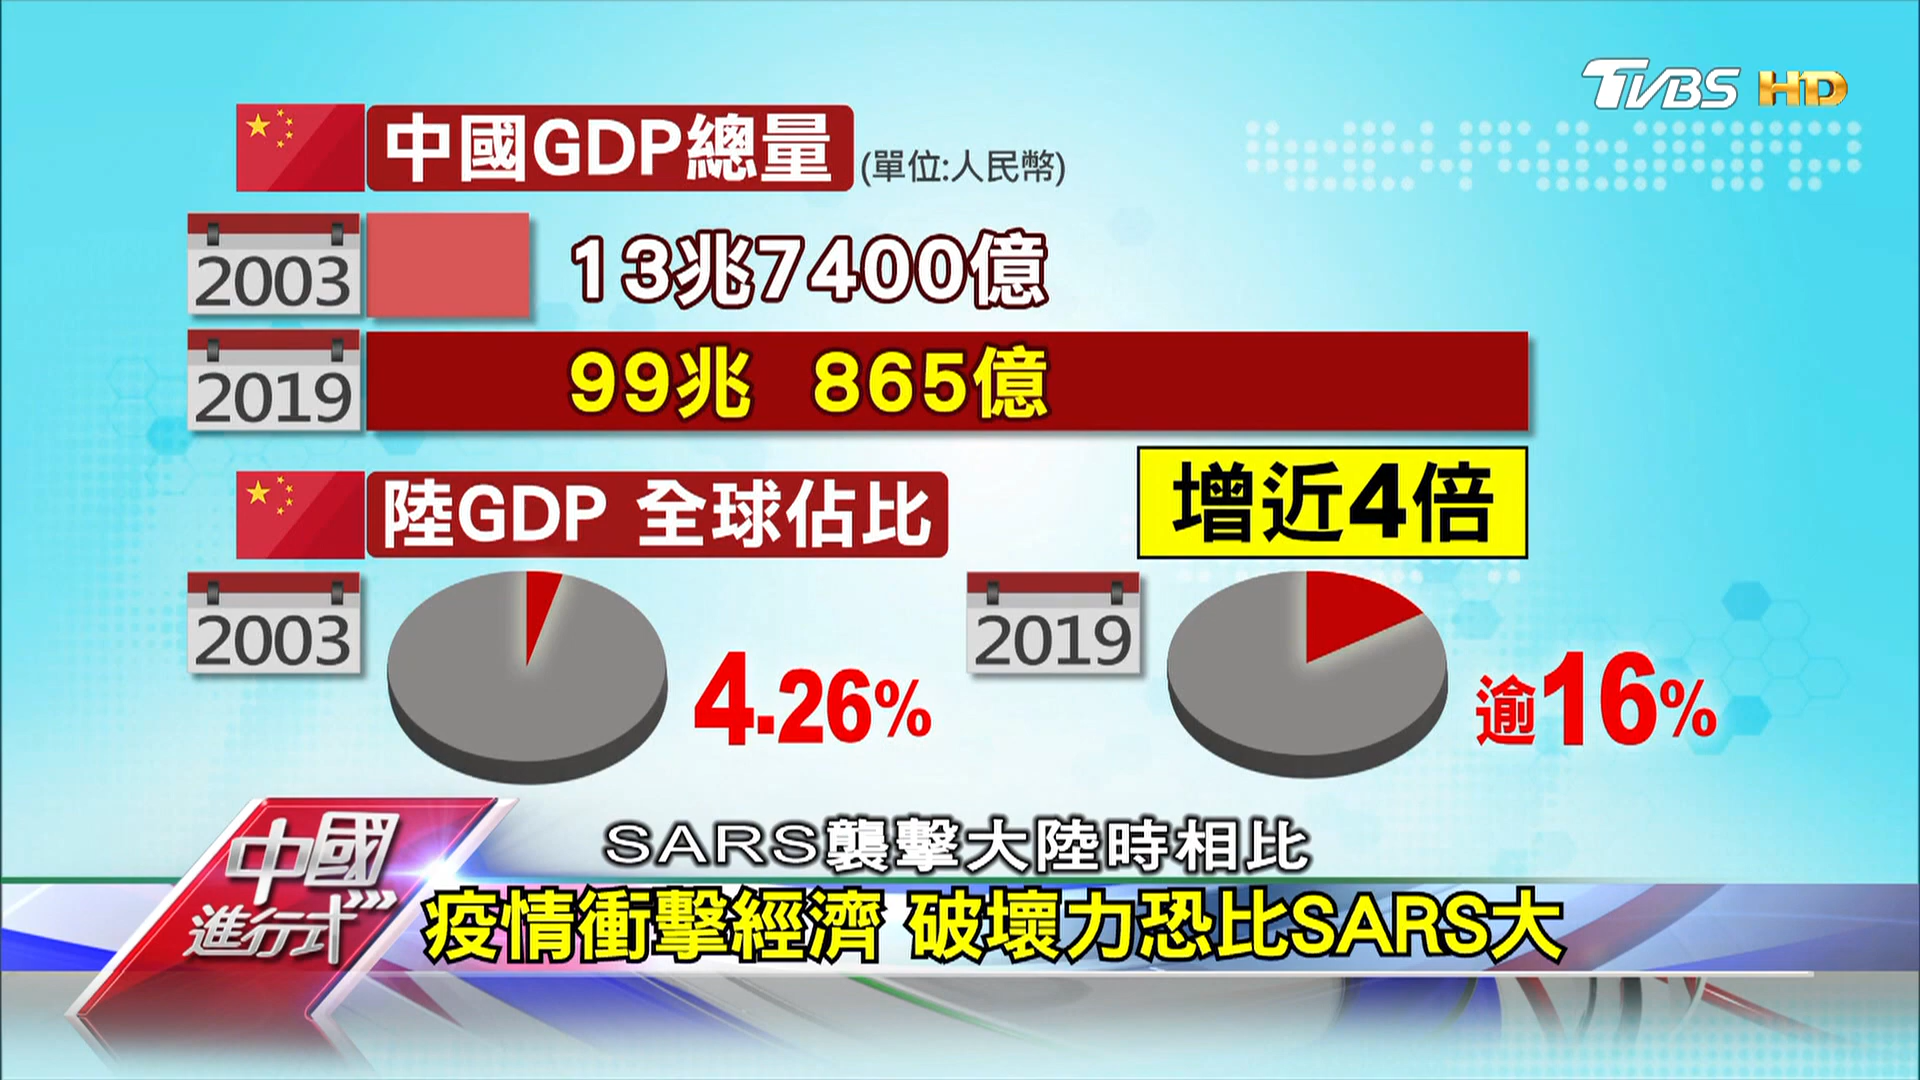 TVBS HD
中國GDP總量 (單位:人民幣)
2003 13兆7400億
2019 99兆 865億
陸GDP 全球佔比 增近4倍
2003 4.26%
2019 逾16%
SARS襲擊大陸時相比
中國進行式
疫情衝擊經濟 破壞力恐比SARS大